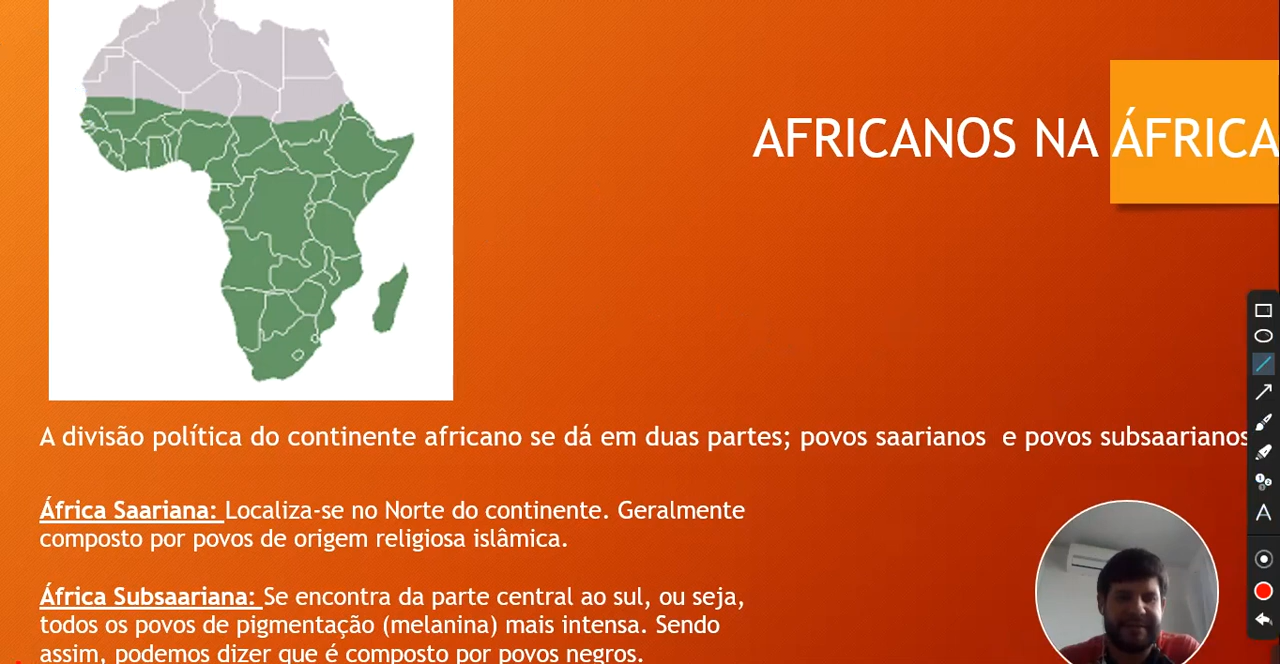 AFRICANOS NA ÁFRICA
A divisão política do continente africano se dá em duas partes; povos saarianos e povos subsaarianos
África Saariana: Localiza-se no Norte do continente. Geralmente
composto por povos de origem religiosa islâmica.
África Subsaariana: Se encontra da parte central ao sul, ou seja,
todos os povos de pigmentação (melanina) mais intensa. Sendo
assim, podemos dizer que é composto por povos negros.